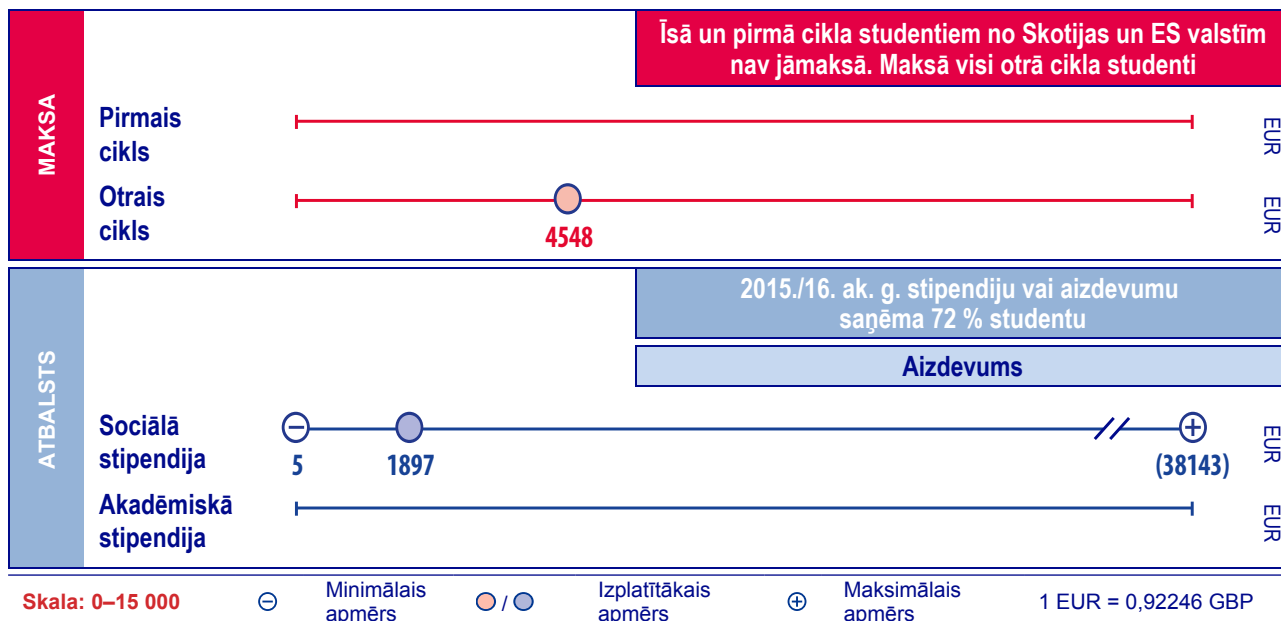 MAKSA
Īsā un pirmā cikla studentiem no Skotijas un ES valstīm
nav jāmaksā. Maksā visi otrā cikla studenti
Pirmais
cikls
EUR
Otrais
cikls
4548
EUR
ATBALSTS
2015./16. ak. g. stipendiju vai aizdevumu
saņēma 72 % studentu
Aizdevums
Sociālā
stipendija
5
1897
(38143)
EUR
Akadēmiskā
stipendija
EUR
Skala: 0–15 000
Minimālais
apmērs
/
Izplatītākais
apmērs
Maksimālais
apmērs
1 EUR = 0,92246 GBP